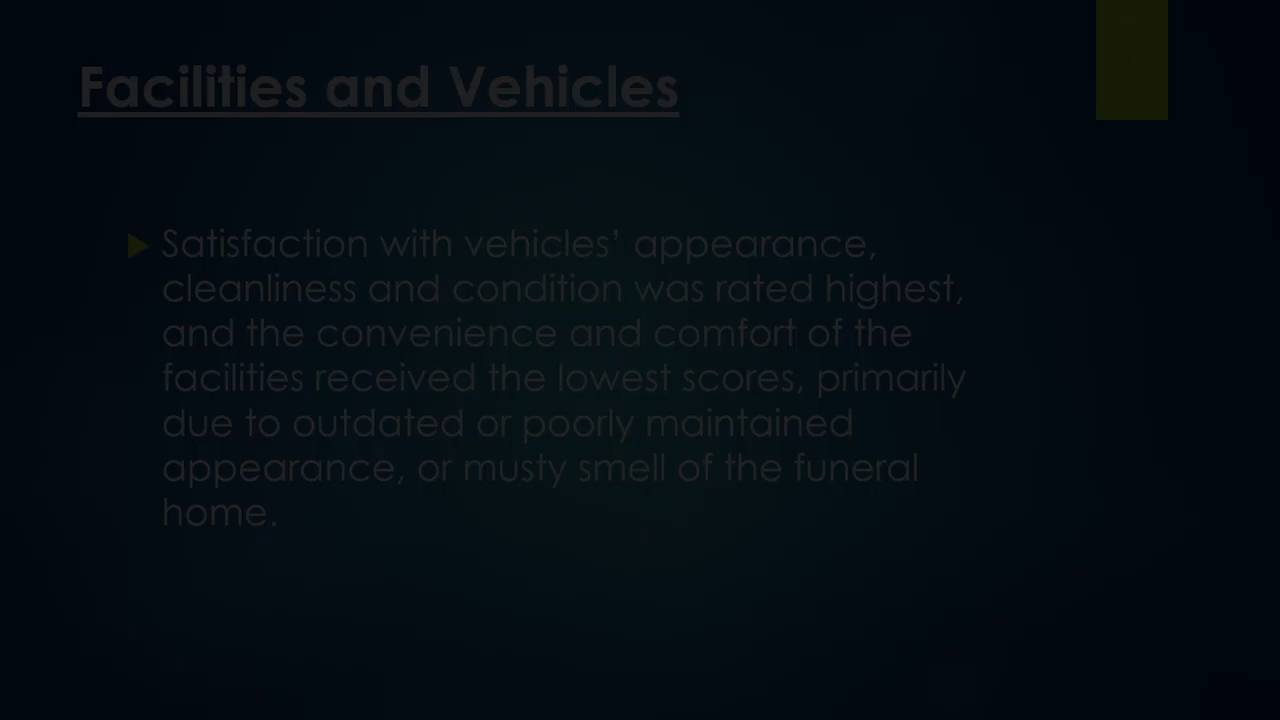 Facilities and Vehicles
Satisfaction with vehicles’ appearance,
cleanliness and condition was rated highest,
and the convenience and comfort of the
facilities received the lowest scores, primarily
due to outdated or poorly maintained
appearance, or musty smell of the funeral
home.